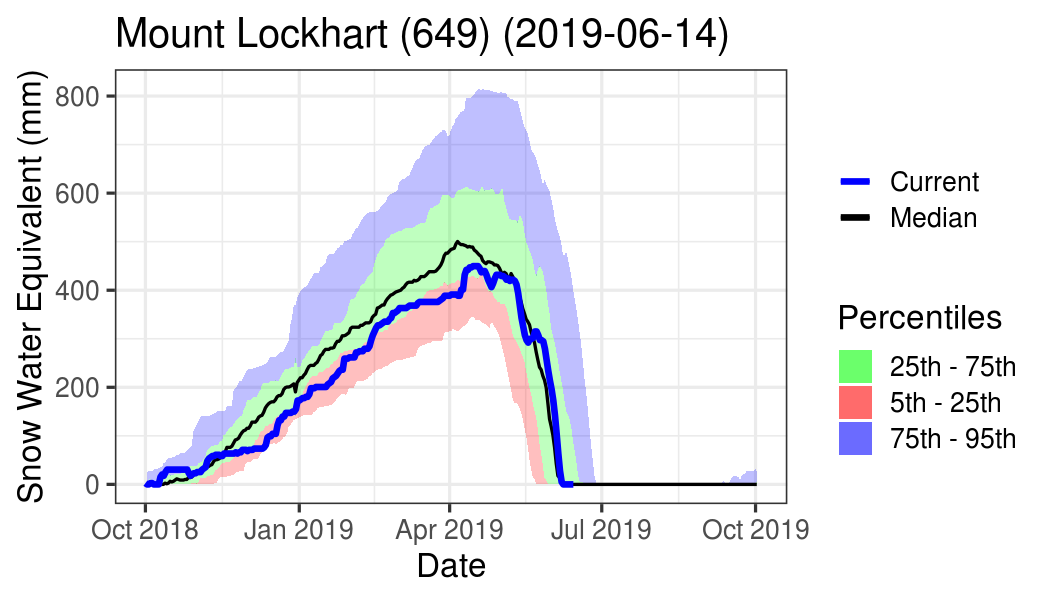 Mount Lockhart (649) (2019-06-14)
Snow Water Equivalent (mm)
800
600
400
200
0
Oct 2018
Jan 2019
Apr 2019
Jul 2019
Oct 2019
Date
Current
Median
Percentiles
25th - 75th
5th - 25th
75th - 95th